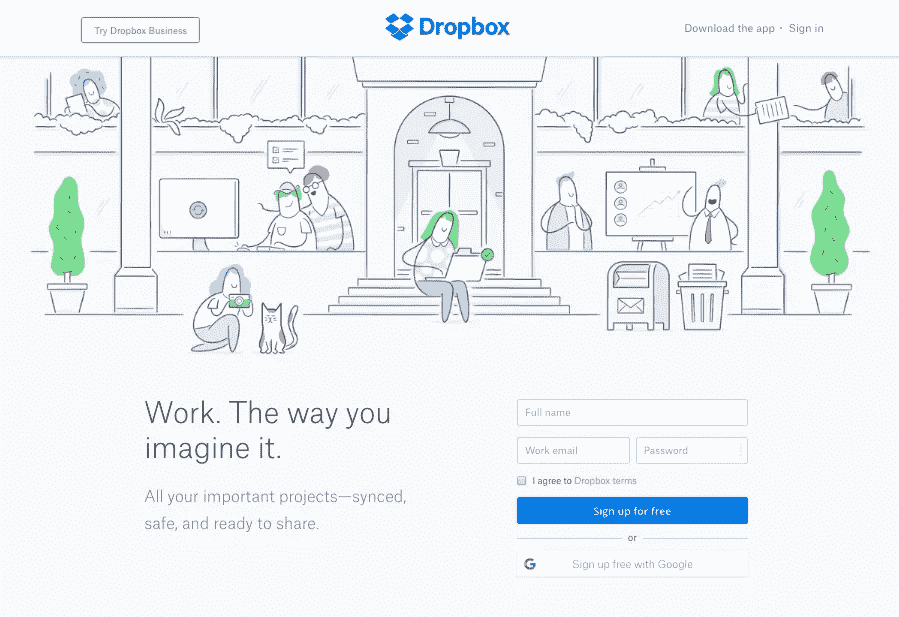 Try Dropbox Business
Dropbox
Download the app · Sign in
Work. The way you
imagine it.
All your important projects—synced,
safe, and ready to share.
Full name
Work email
Password
I agree to Dropbox terms
Sign up for free
or
Sign up free with Google